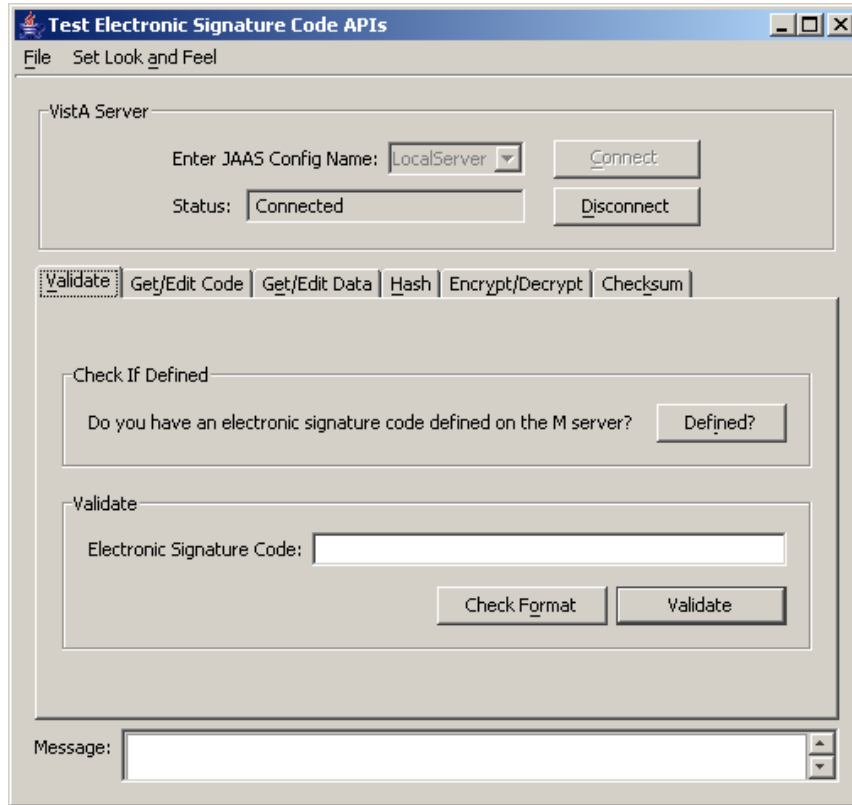 Test Electronic Signature Code APIs
File Set Look and Feel
VistA Server
Enter JAAS Config Name: LocalServer Connect
Status: Connected Disconnect
Validate Get/Edit Code Get/Edit Data Hash Encrypt/Decrypt Checksum
Check If Defined
Do you have an electronic signature code defined on the M server? Defined?
Validate
Electronic Signature Code:
Check Format Validate
Message: